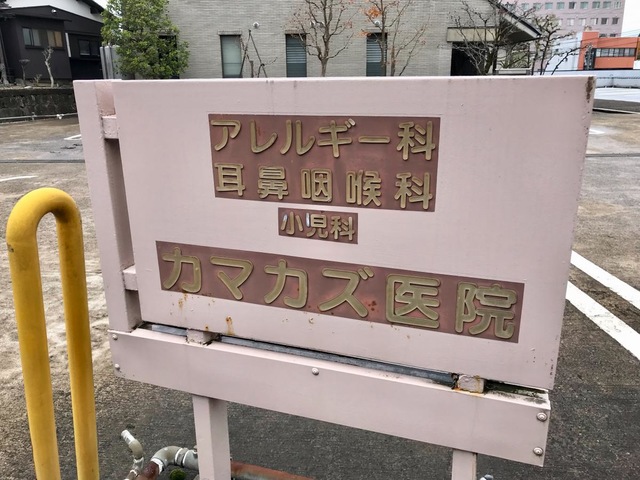 アレルギー科
耳鼻咽喉科
小児科
カマカズ医院